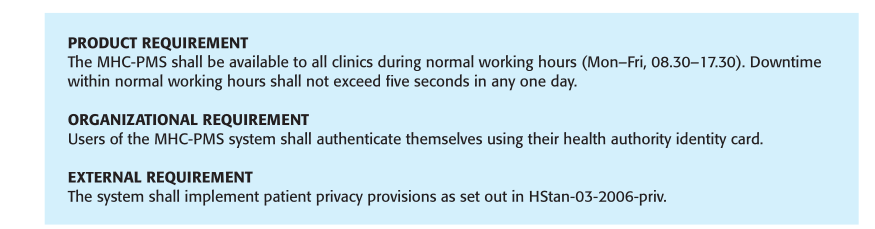 PRODUCT REQUIREMENT
The MHC-PMS shall be available to all clinics during normal working hours (Mon–Fri, 08.30–17.30). Downtime
within normal working hours shall not exceed five seconds in any one day.
ORGANIZATIONAL REQUIREMENT
Users of the MHC-PMS system shall authenticate themselves using their health authority identity card.
EXTERNAL REQUIREMENT
The system shall implement patient privacy provisions as set out in HStan-03-2006-priv.